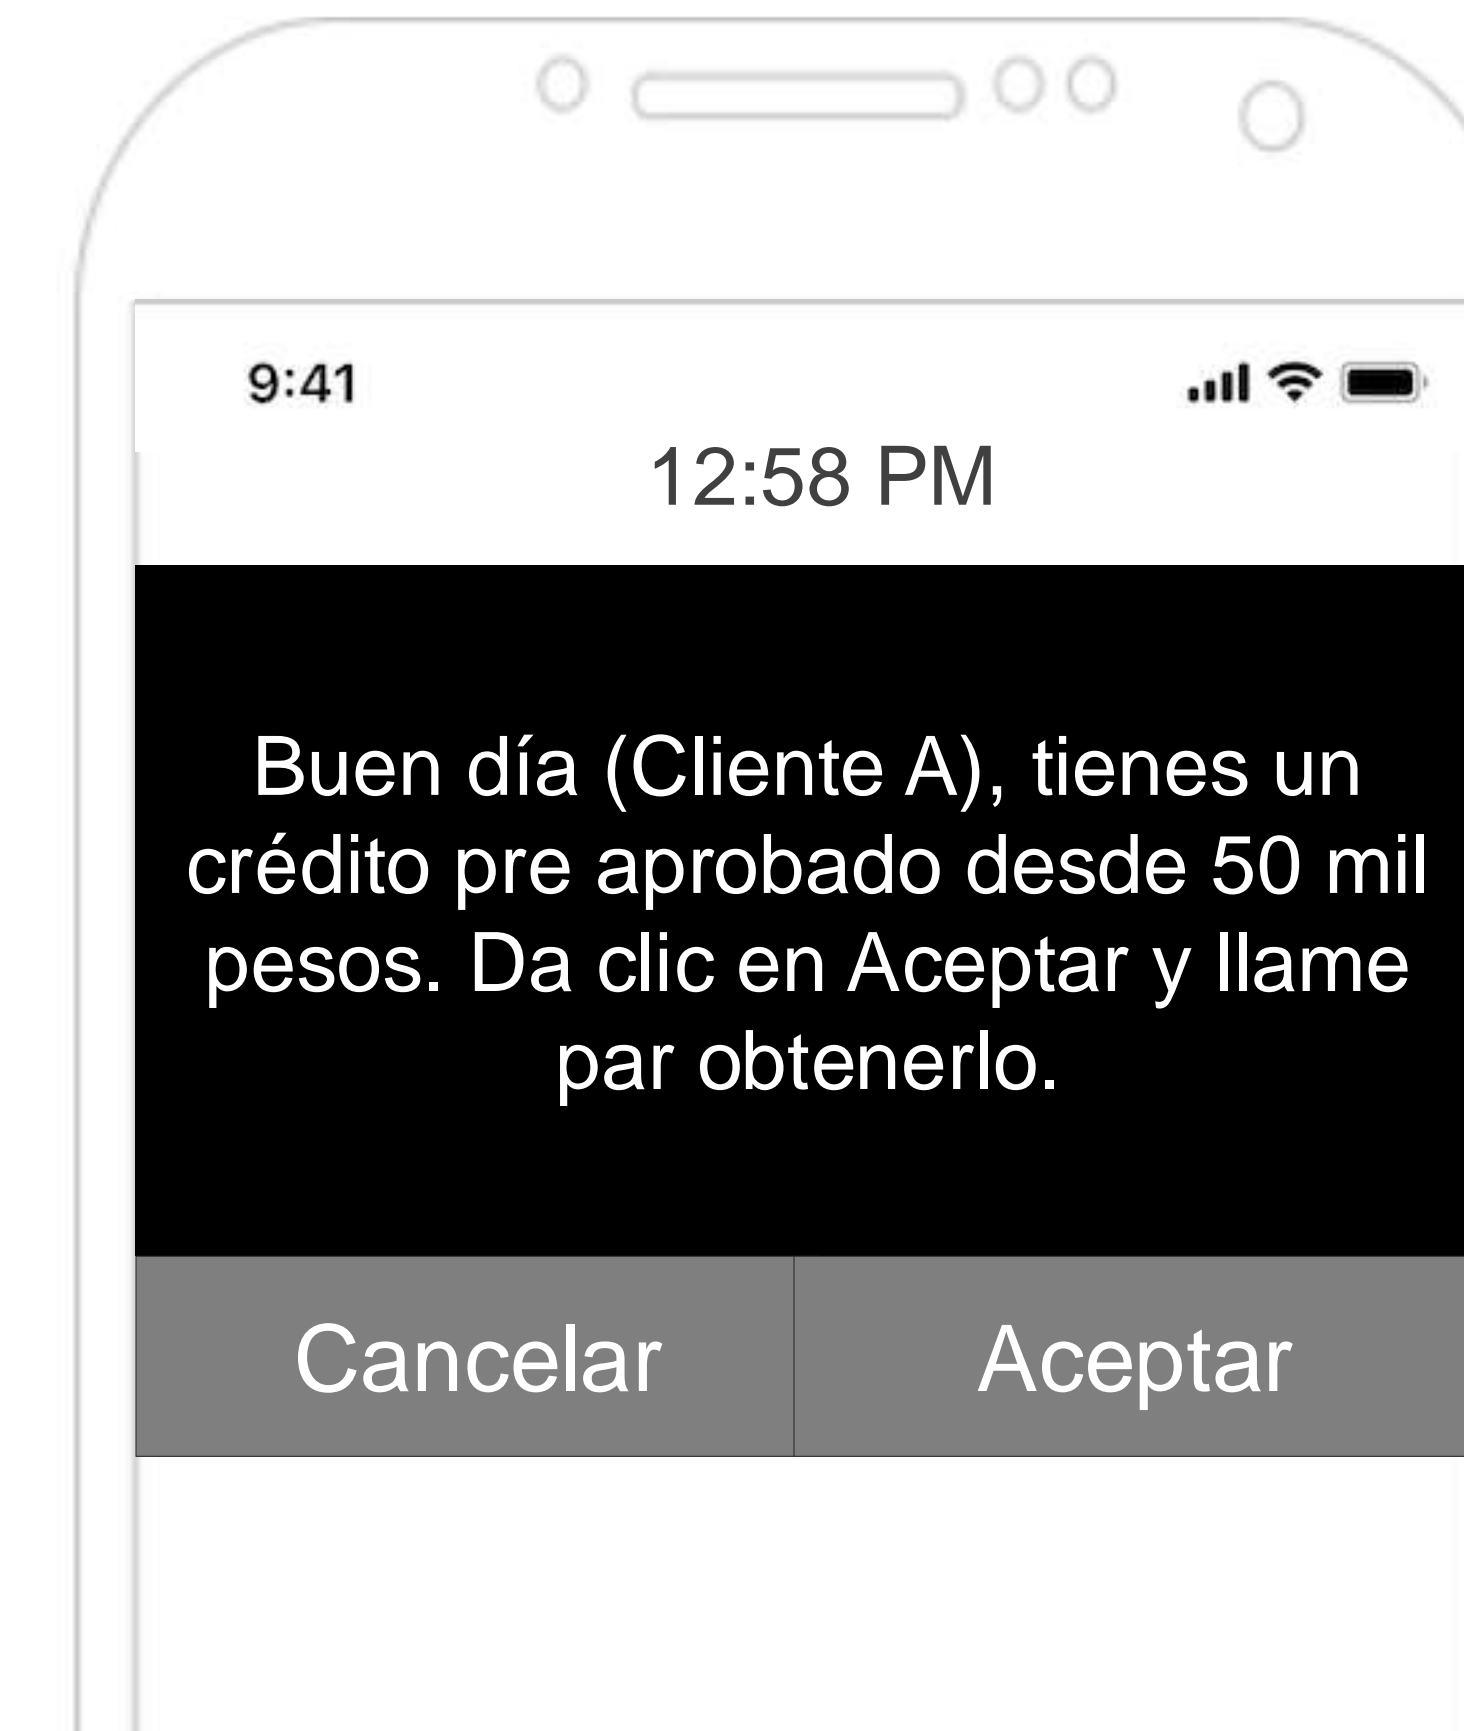 9:41
12:58 PM
Buen día (Cliente A), tienes un
crédito pre aprobado desde 50 mil
pesos. Da clic en Aceptar y llame
par obtenerlo.
Cancelar
Aceptar